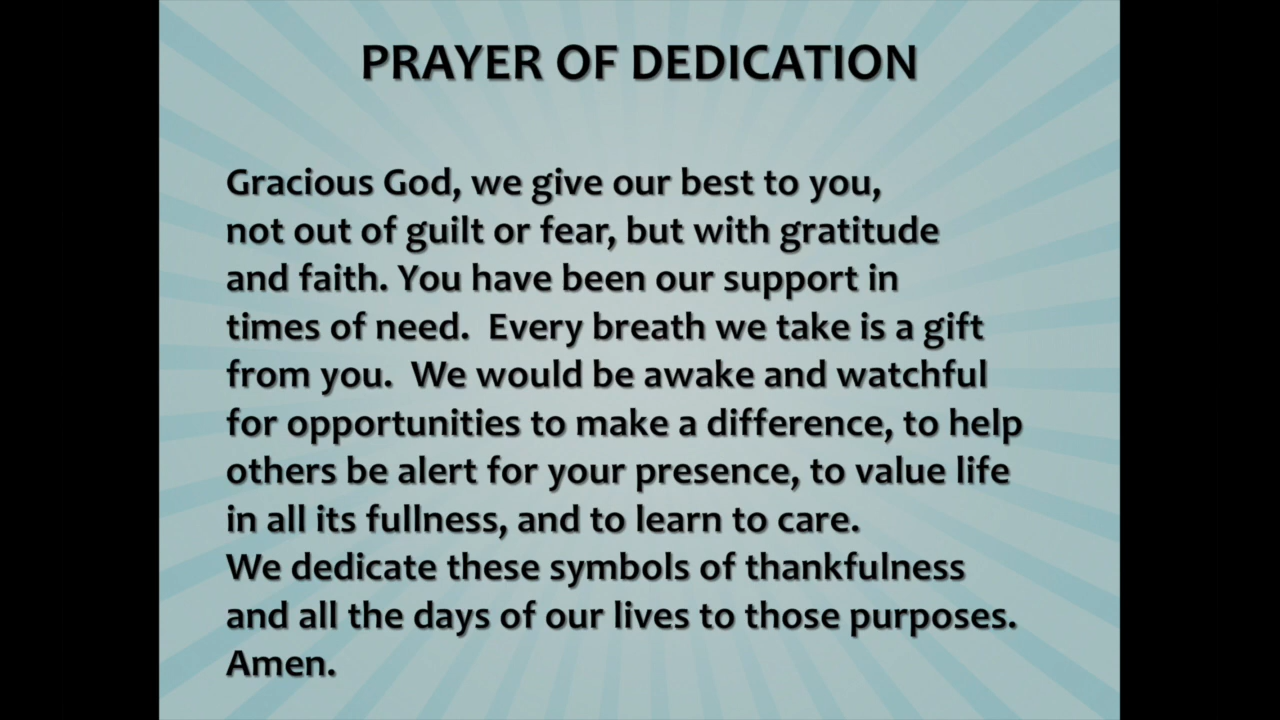 PRAYER OF DEDICATION
Gracious God, we give our best to you,
not out of guilt or fear, but with gratitude
and faith. You have been our support in
times of need.  Every breath we take is a gift
from you.  We would be awake and watchful
for opportunities to make a difference, to help
others be alert for your presence, to value life
in all its fullness, and to learn to care.
We dedicate these symbols of thankfulness
and all the days of our lives to those purposes.
Amen.